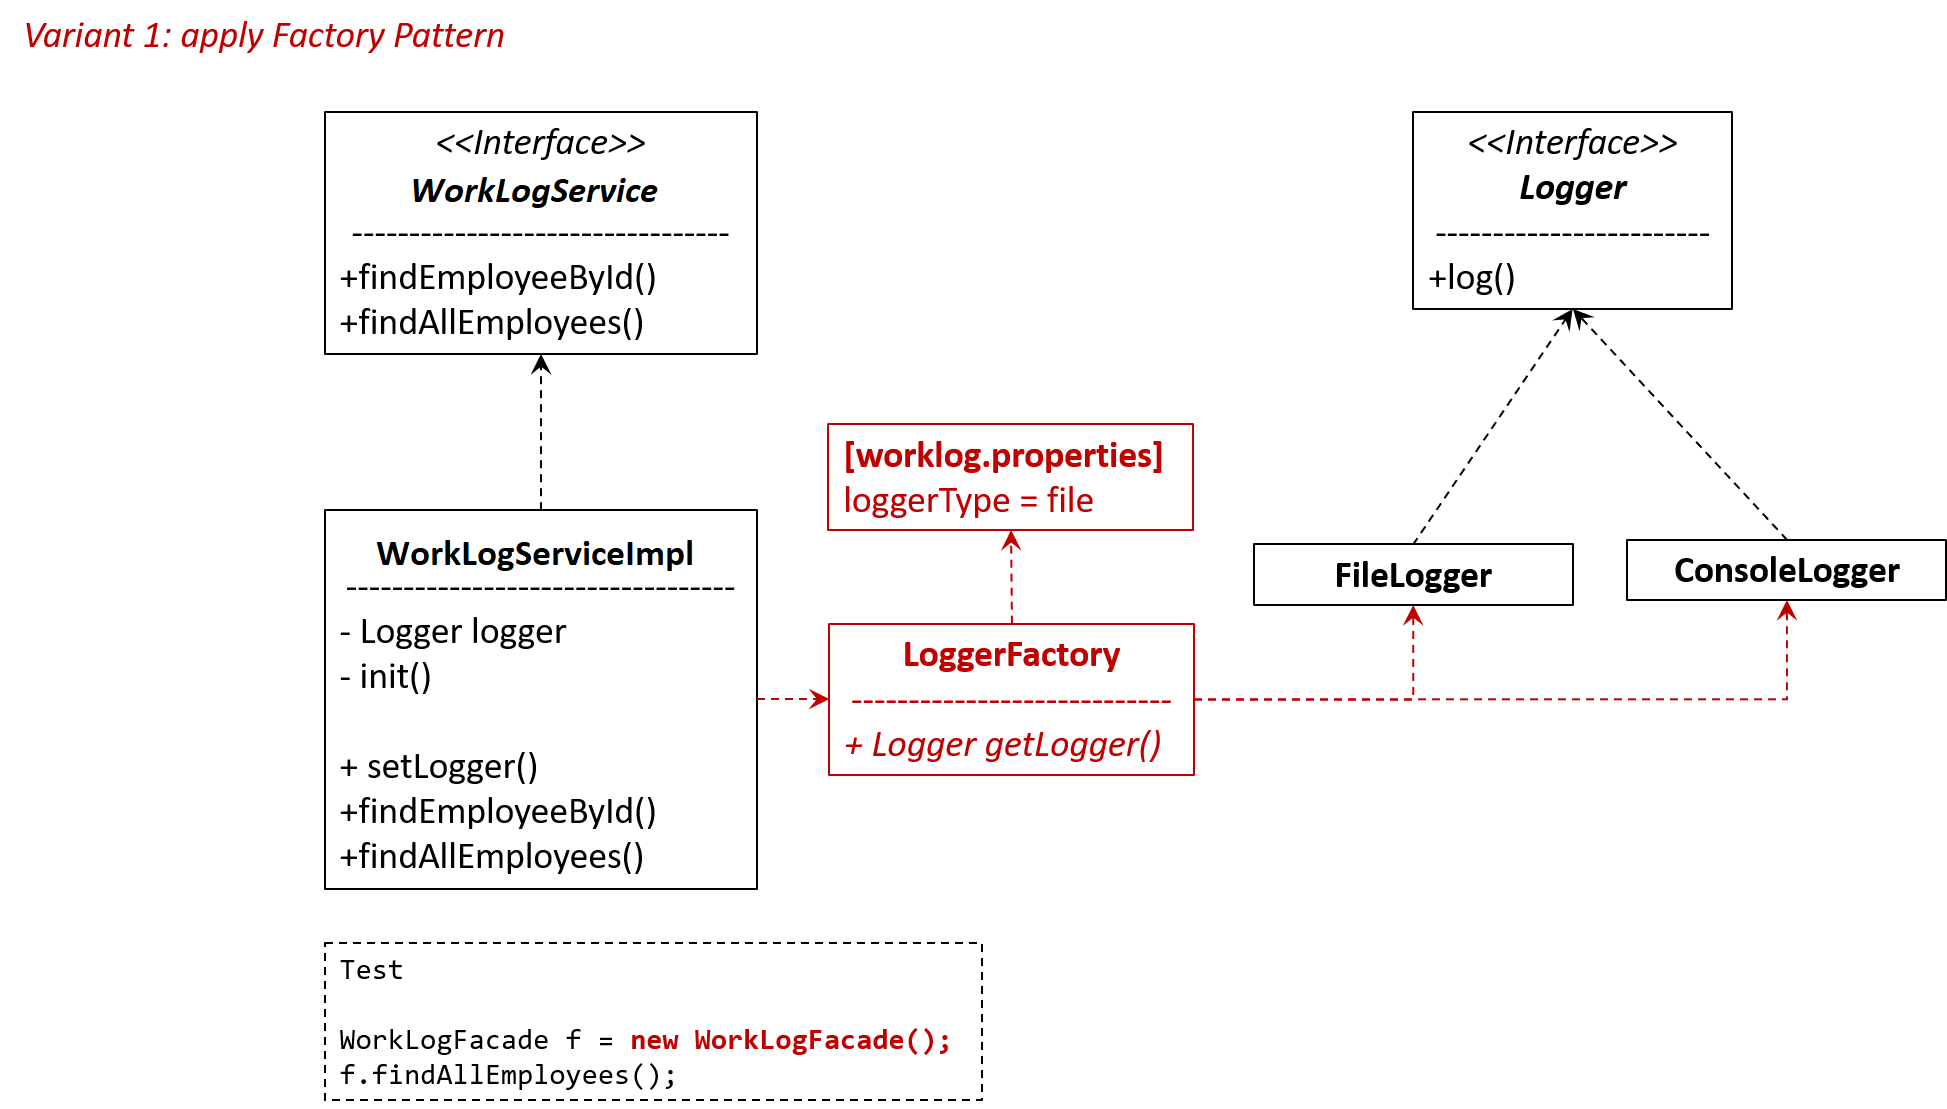 Variant 1: apply Factory Pattern
<<Interface>>
WorkLogService
---------------------------------
+findEmployeeById()
+findAllEmployees()
<<Interface>>
Logger
------------------------
+log()
[worklog.properties]
loggerType = file
WorkLogServiceImpl
----------------------------------
- Logger logger
- init()
+ setLogger()
+findEmployeeById()
+findAllEmployees()
LoggerFactory
----------------------------
+ Logger getLogger()
FileLogger
ConsoleLogger
Test
WorkLogFacade f = new WorkLogFacade();
f.findAllEmployees();